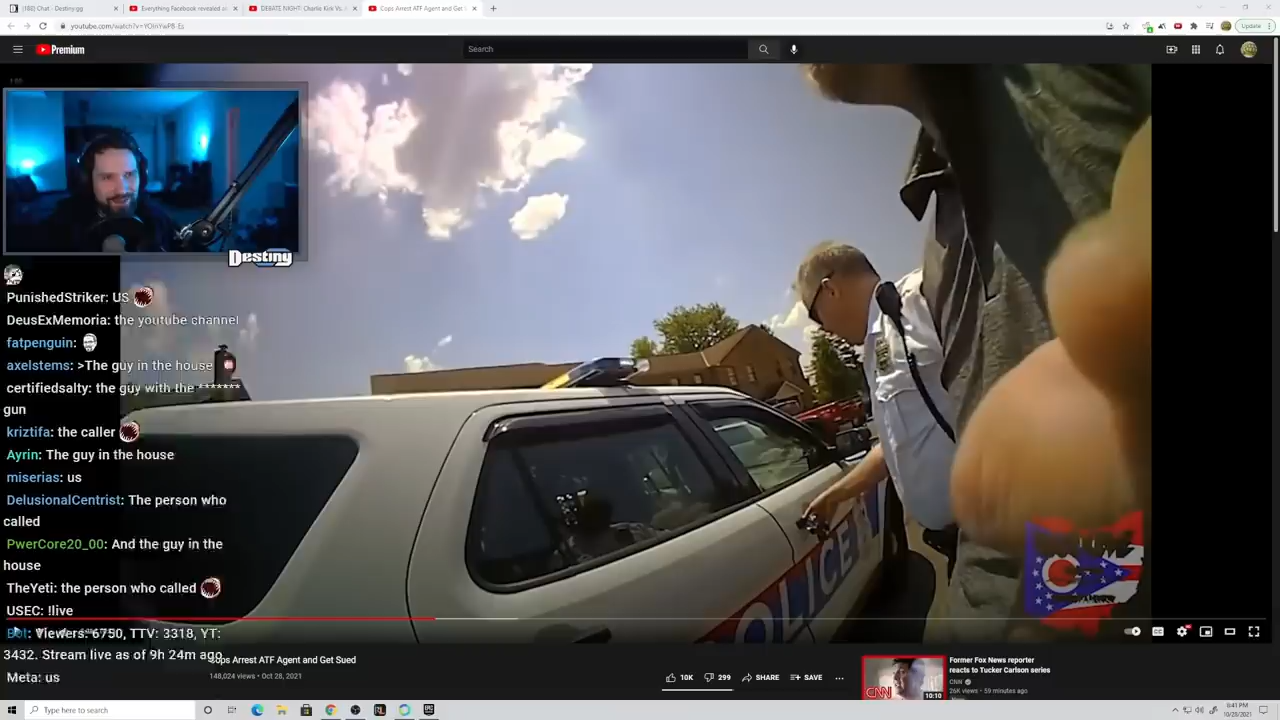 (180) Chat - Destiny.gg
Everything Facebook revealed a
DEBATE NIGHT: Charlie Kirk Vs.
Cops Arrest ATF Agent and Get S
youtube.com/watch?v=
Update
Premium
Search
Destiny
PunishedStriker: US
DeusExMemoria: the youtube channel
fatpenguin:
axelstems: >The guy in the house
certifiedsalty: the guy with the *******
gun
kriztifa: the caller
Ayrin: The guy in the house
miserias: us
DelusionalCentrist: The person who
called
PwerCore20_00: And the guy in the
house
TheYeti: the person who called
USEC: !live
Bot: Viewers: 6750, TTV: 3318, YT:
3432. Stream live as of 9h 24m ago
Meta: us
POLICE
Cops Arrest ATF Agent and Get Sued
148,024 views • Oct 28, 2021
10K
299
SHARE
SAVE
Former Fox News reporter
reacts to Tucker Carlson series
CNN
26K views • 59 minutes ago
CNN
10:10
Type here to search